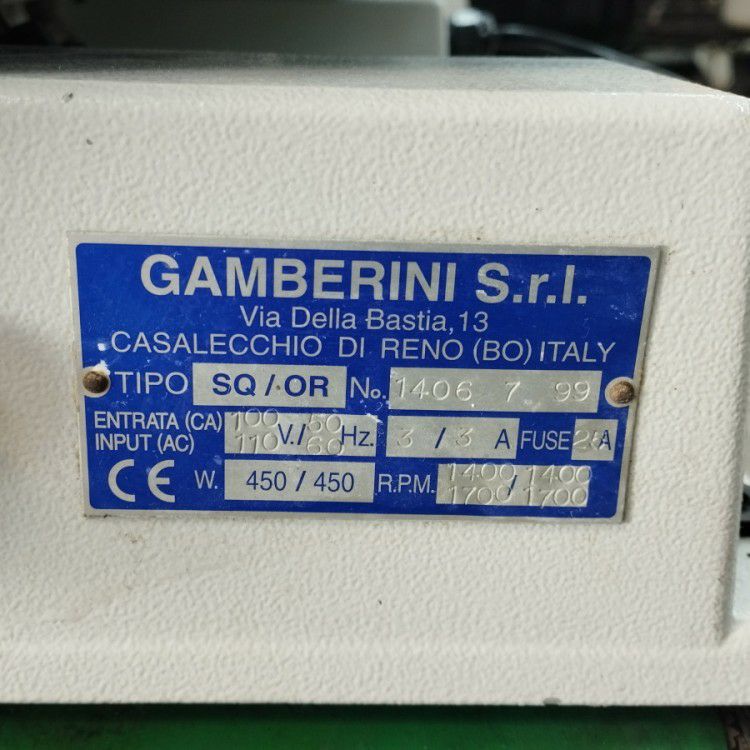 GAMBERINI S.r.l.
Via Della Bastia, 13
CASALECCHIO DI RENO (BO) ITALY
TIPO SQ/OR No. 1406 7 99
ENTRATA (CA) 100 50
INPUT (AC) 110 V./ 60 Hz. 3 / 3 A FUSE 25A
CE W. 450 / 450 R.P.M. 1400 / 1400
1700 / 1700